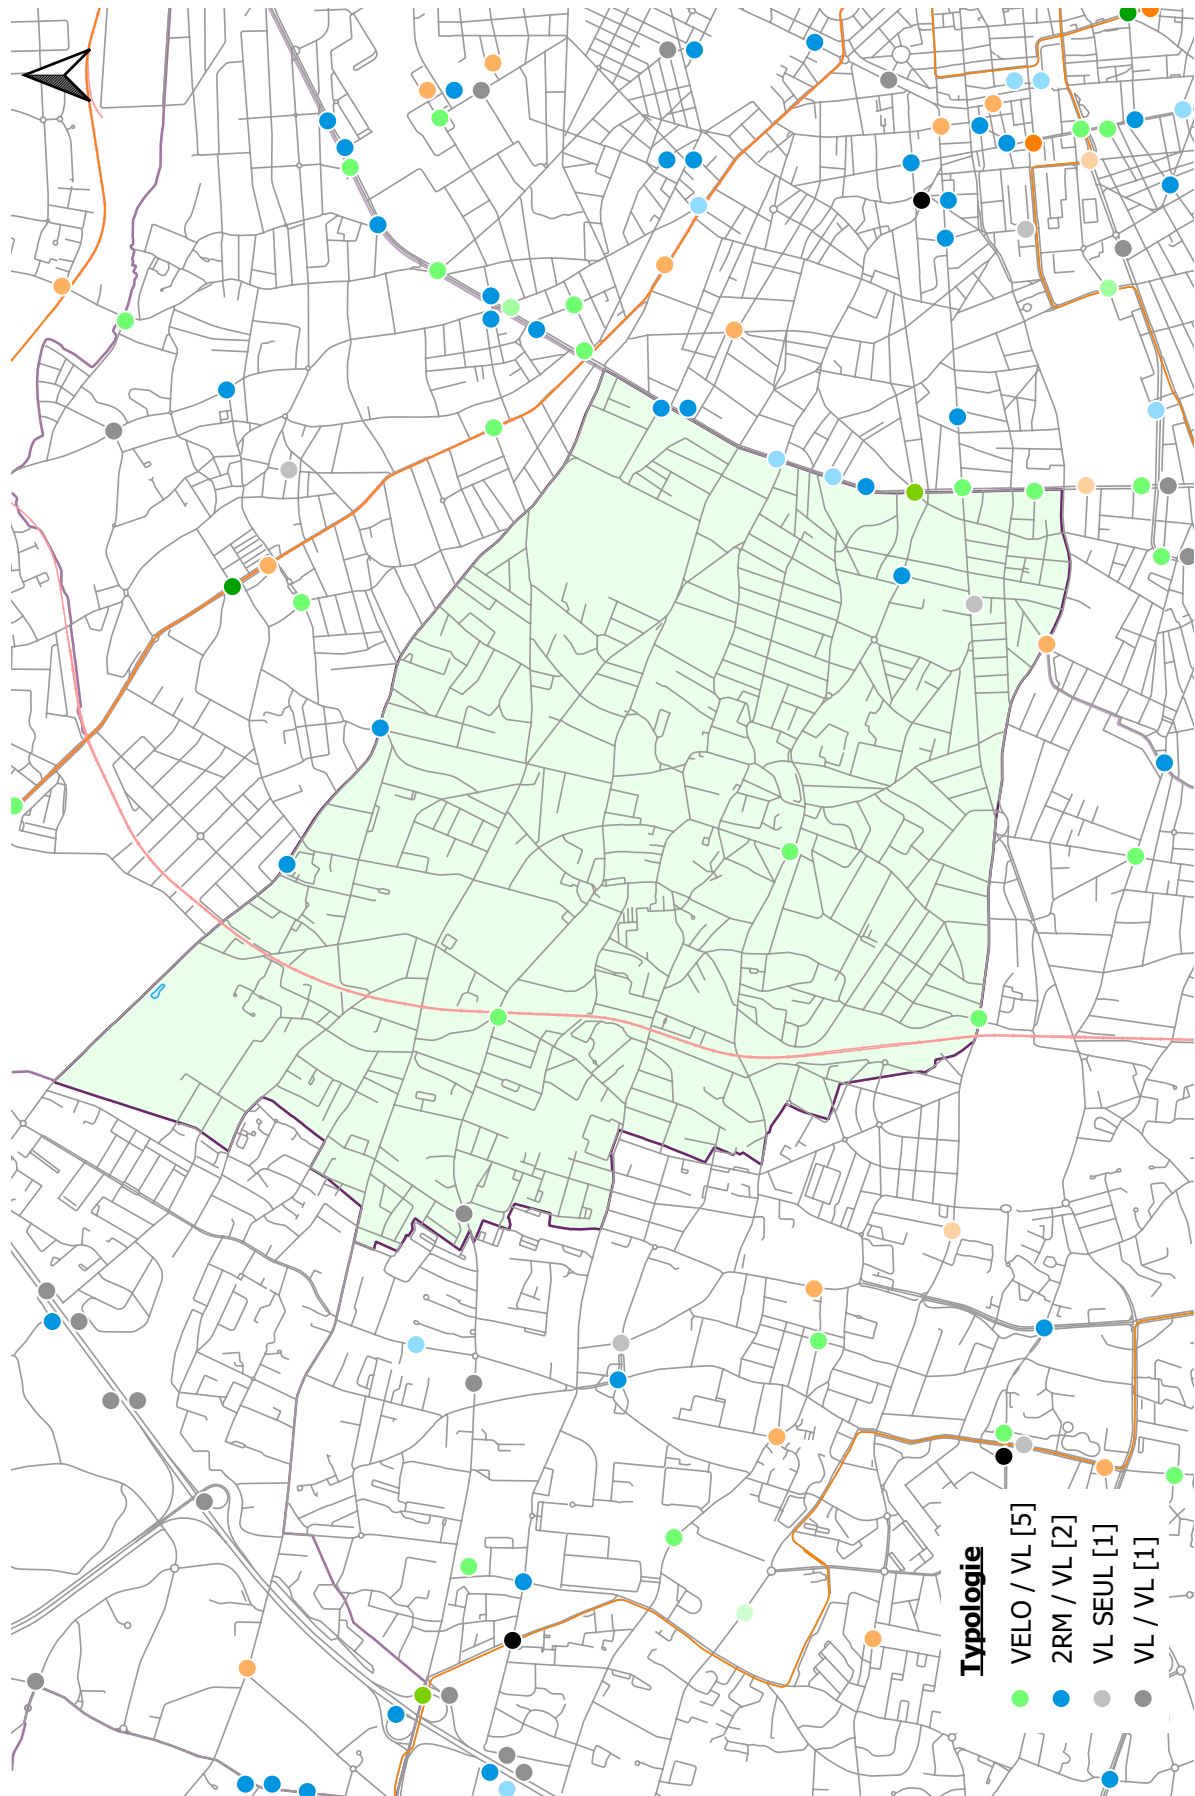 Typologie
VELO / VL [5]
2RM / VL [2]
VL SEUL [1]
VL / VL [1]